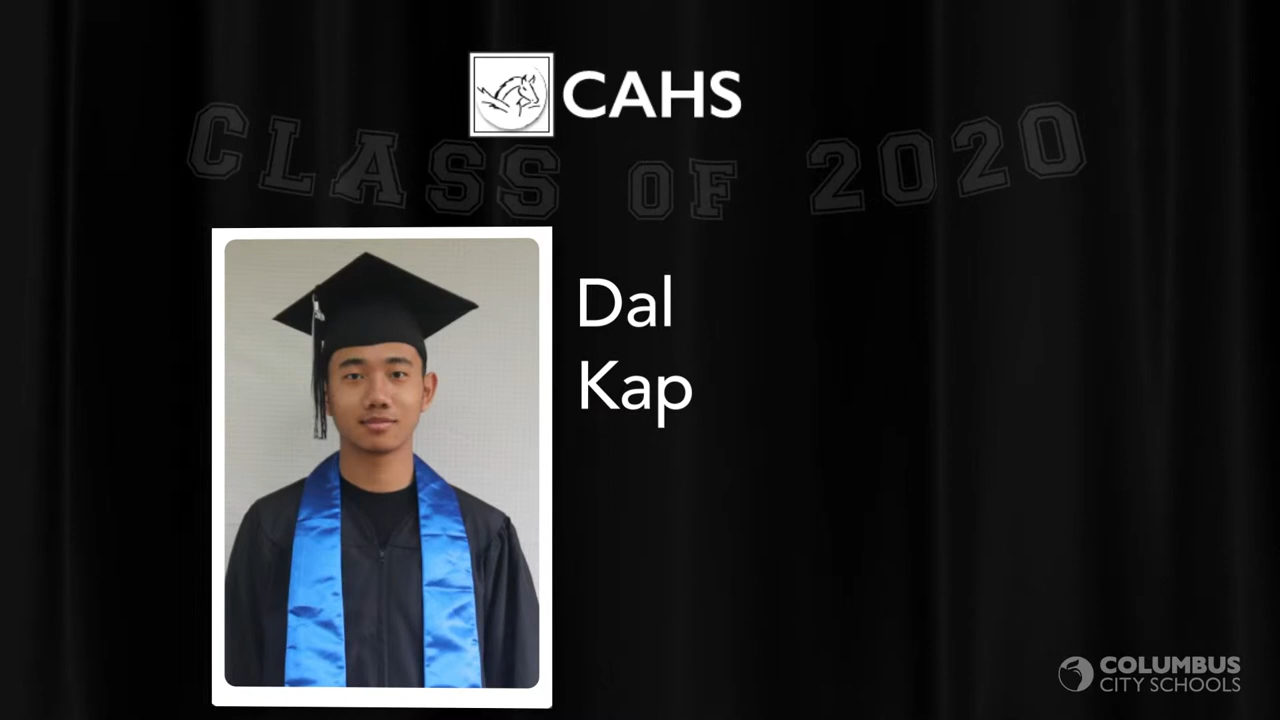 CAHS
CLASS OF 2020
Dal
Kap
COLUMBUS
CITY SCHOOLS